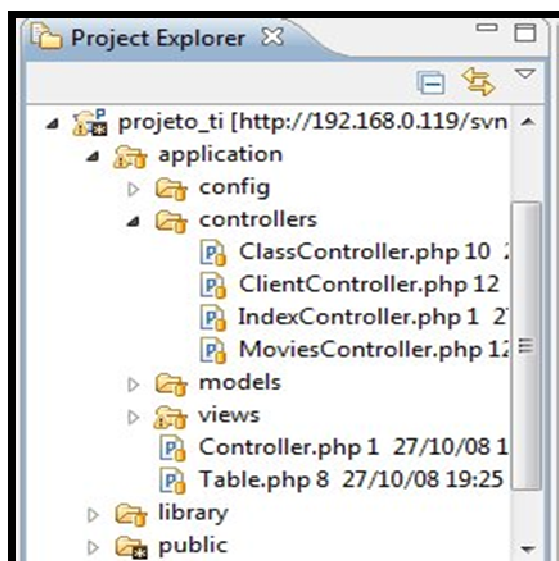 Project Explorer
projeto_ti [http://192.168.0.119/svn
application
config
controllers
ClassController.php 10
ClientController.php 12
IndexController.php 1 2
MoviesController.php 12
models
views
Controller.php 1 27/10/08 1
Table.php 8 27/10/08 19:25
library
public